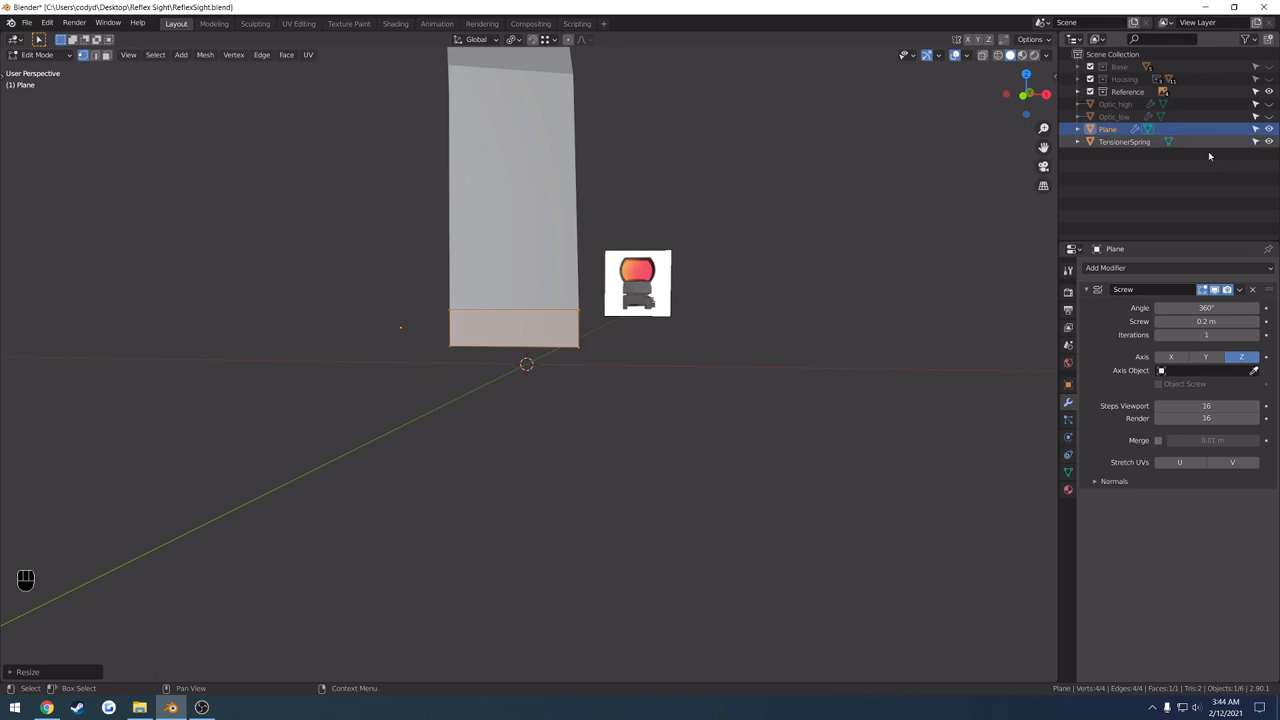 Blender* [C:\Users\codyd\Desktop\Reflex Sight\ReflexSight.blend]
File Edit Render Window Help Layout Modeling Sculpting UV Editing Texture Paint Shading Animation Rendering Compositing Scripting + Scene View Layer
Global Options
Edit Mode View Select Add Mesh Vertex Edge Face UV X Y Z
User Perspective
(1) Plane
Scene Collection
Base 5
Housing 3 11
Reference 4
Optic_high
Optic_low
Plane
TensionerSpring
Z
Plane
Add Modifier
Screw
Angle 360°
Screw 0.2 m
Iterations 1
Axis X Y Z
Axis Object
Object Screw
Steps Viewport 16
Render 16
Merge 0.01 m
Stretch UVs U V
Normals
Resize
Select Box Select Pan View Context Menu Plane | Verts:4/4 | Edges:4/4 | Faces:1/1 | Tris:2 | Objects:1/6 | 2.90.1
3:44 AM
2/12/2021